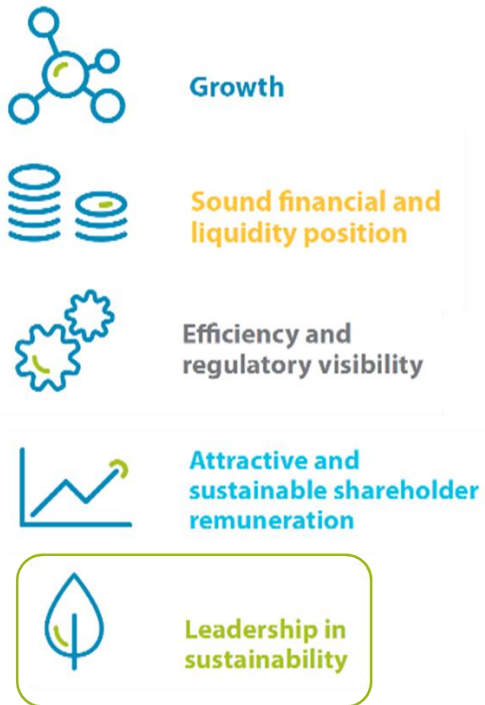 Growth
Sound financial and
liquidity position
Efficiency and
regulatory visibility
Attractive and
sustainable shareholder
remuneration
Leadership in
sustainability